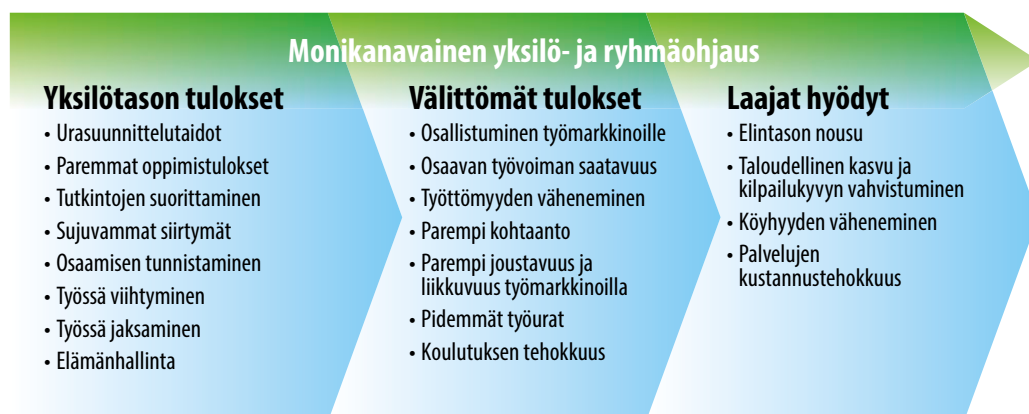 Monikanavainen yksilö- ja ryhmäohjaus
Yksilötason tulokset
• Urasuunnittelutaidot
• Paremmat oppimistulokset
• Tutkintojen suorittaminen
• Sujuvammat siirtymät
• Osaamisen tunnistaminen
• Työssä viihtyminen
• Työssä jaksaminen
• Elämänhallinta
Välittömät tulokset
• Osallistuminen työmarkkinoille
• Osaavan työvoiman saatavuus
• Työttömyyden väheneminen
• Parempi kohtaanto
• Parempi joustavuus ja
liikkuvuus työmarkkinoilla
• Pidemmät työurat
• Koulutuksen tehokkuus
Laajat hyödyt
• Elintason nousu
• Taloudellinen kasvu ja
kilpailukyvyn vahvistuminen
• Köyhyyden väheneminen
• Palvelujen
kustannustehokkuus